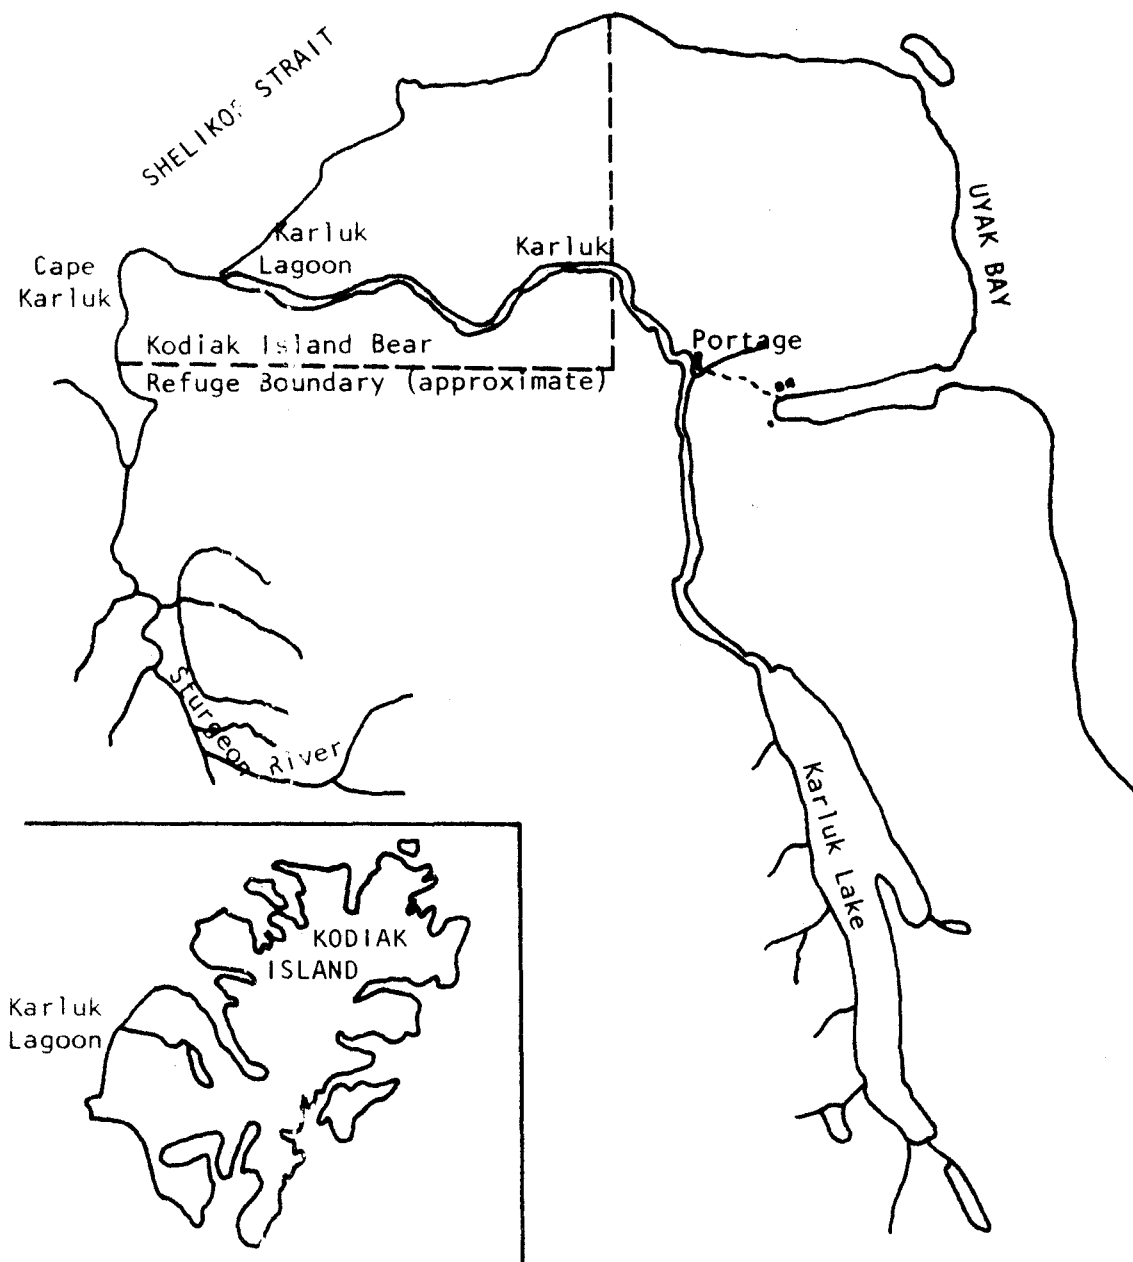 SHELIKOF STRAIT
UYAK BAY
Karluk
Lagoon
Karluk
Cape
Karluk
Portage
Kodiak Island Bear
Refuge Boundary (approximate)
Sturgeon River
Karluk Lake
KODIAK
ISLAND
Karluk
Lagoon